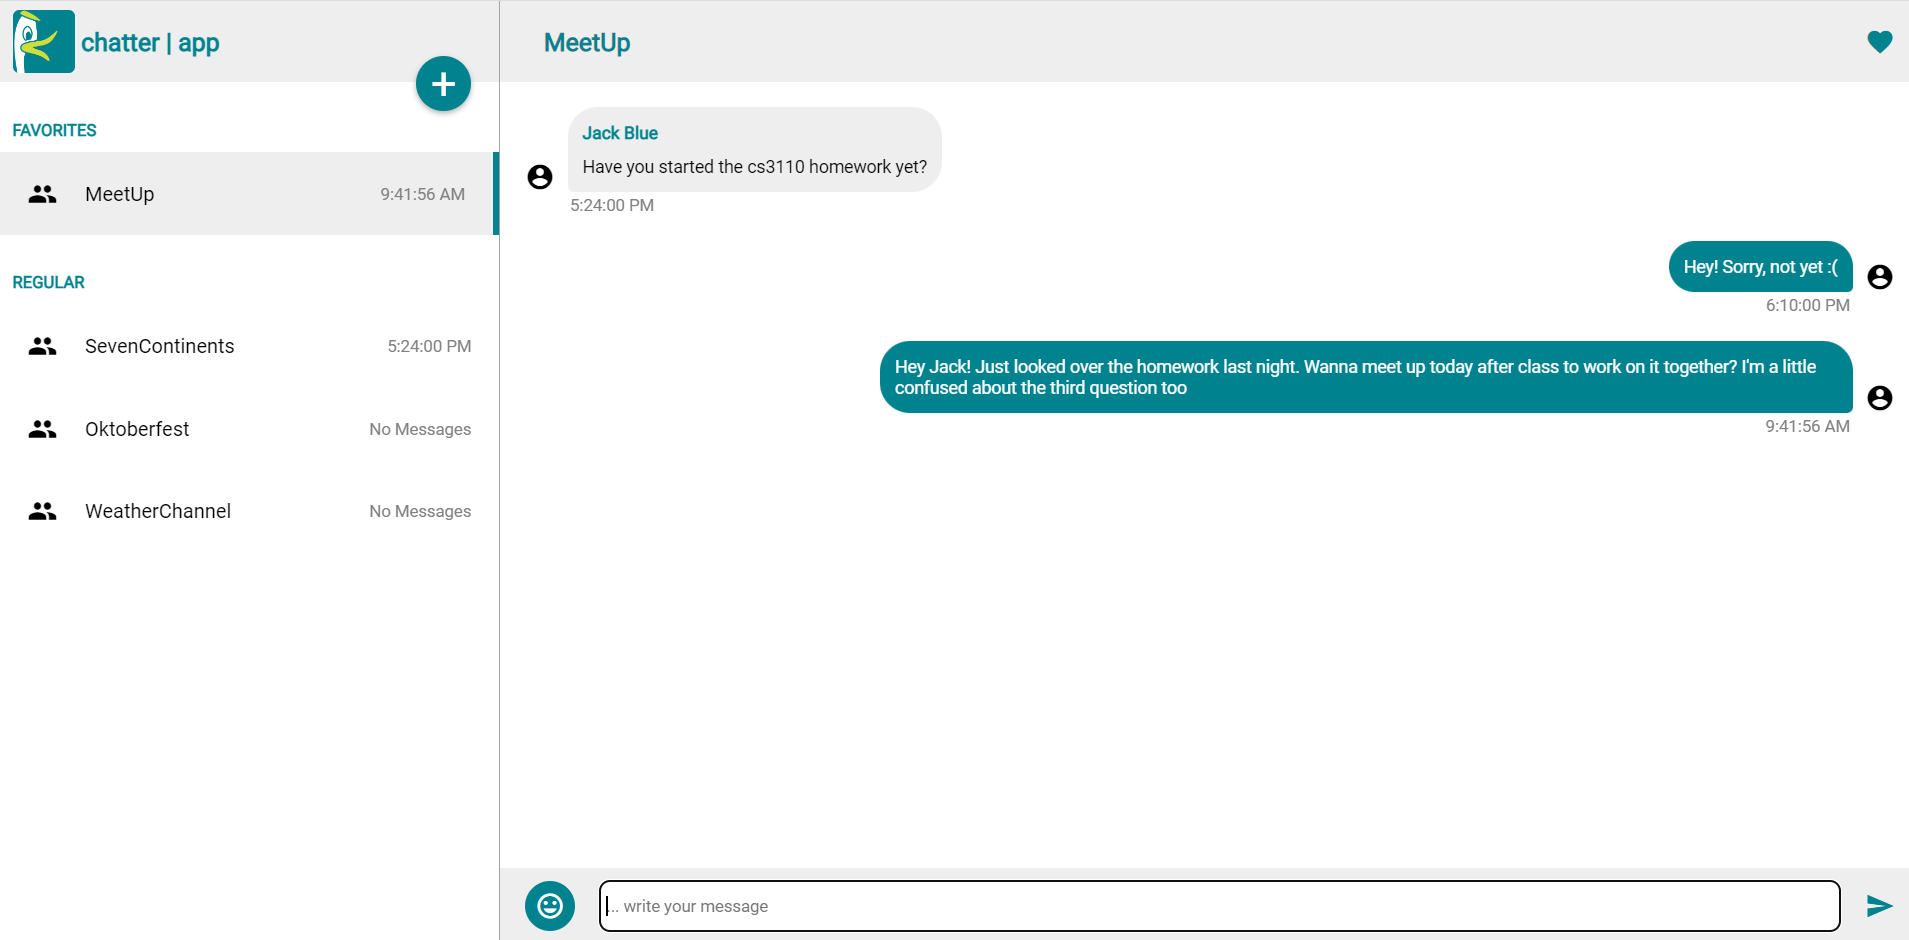 chatter | app
FAVORITES
MeetUp 9:41:56 AM
REGULAR
SevenContinents 5:24:00 PM
Oktoberfest No Messages
WeatherChannel No Messages
MeetUp
Jack Blue
Have you started the cs3110 homework yet?
5:24:00 PM
Hey! Sorry, not yet :(
6:10:00 PM
Hey Jack! Just looked over the homework last night. Wanna meet up today after class to work on it together? I'm a little
confused about the third question too
9:41:56 AM
... write your message